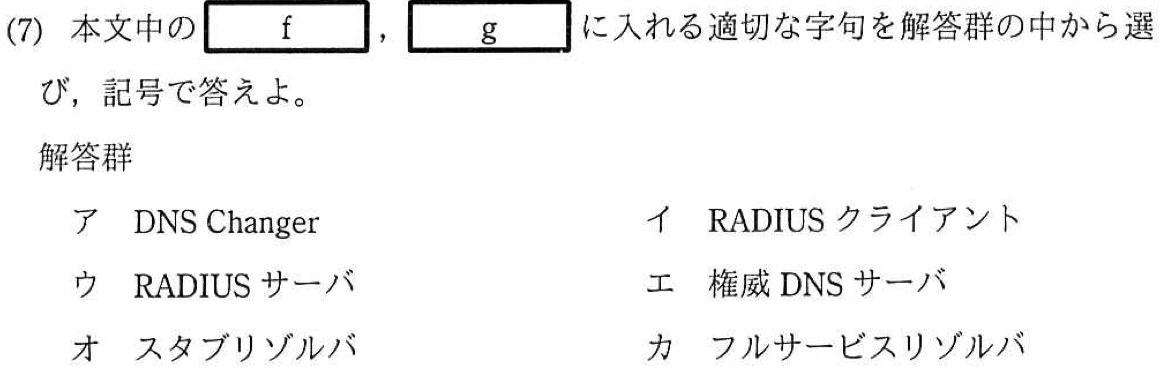 (7) 本文中の f , g に入れる適切な字句を解答群の中から選
び，記号で答えよ。
解答群
ア DNS Changer イ RADIUS クライアント
ウ RADIUS サーバ エ 権威 DNS サーバ
オ スタブリゾルバ カ フルサービスリゾルバ